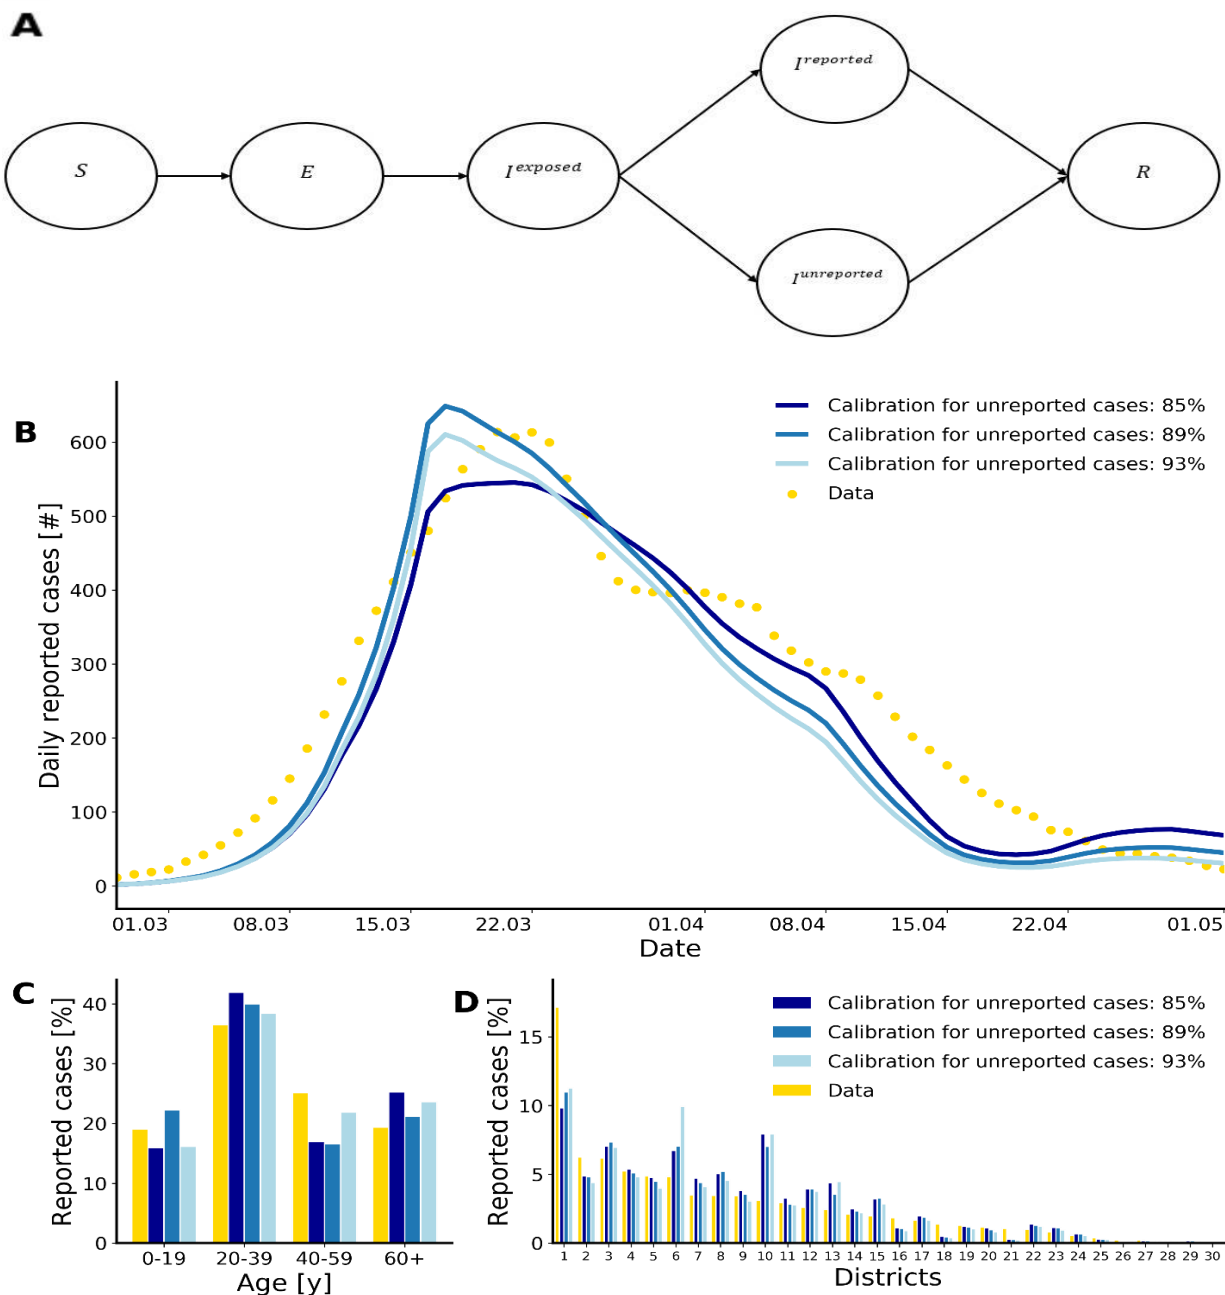 A
S
E
I^exposed
I^reported
I^unreported
R
B
Daily reported cases [#]
600
500
400
300
200
100
0
Calibration for unreported cases: 85%
Calibration for unreported cases: 89%
Calibration for unreported cases: 93%
Data
01.03 08.03 15.03 22.03 01.04 08.04 15.04 22.04 01.05
Date
C
Reported cases [%]
40
30
20
10
0
0-19 20-39 40-59 60+
Age [y]
D
Reported cases [%]
15
10
5
0
Calibration for unreported cases: 85%
Calibration for unreported cases: 89%
Calibration for unreported cases: 93%
Data
1 2 3 4 5 6 7 8 9 10 11 12 13 14 15 16 17 18 19 20 21 22 23 24 25 26 27 28 29 30
Districts